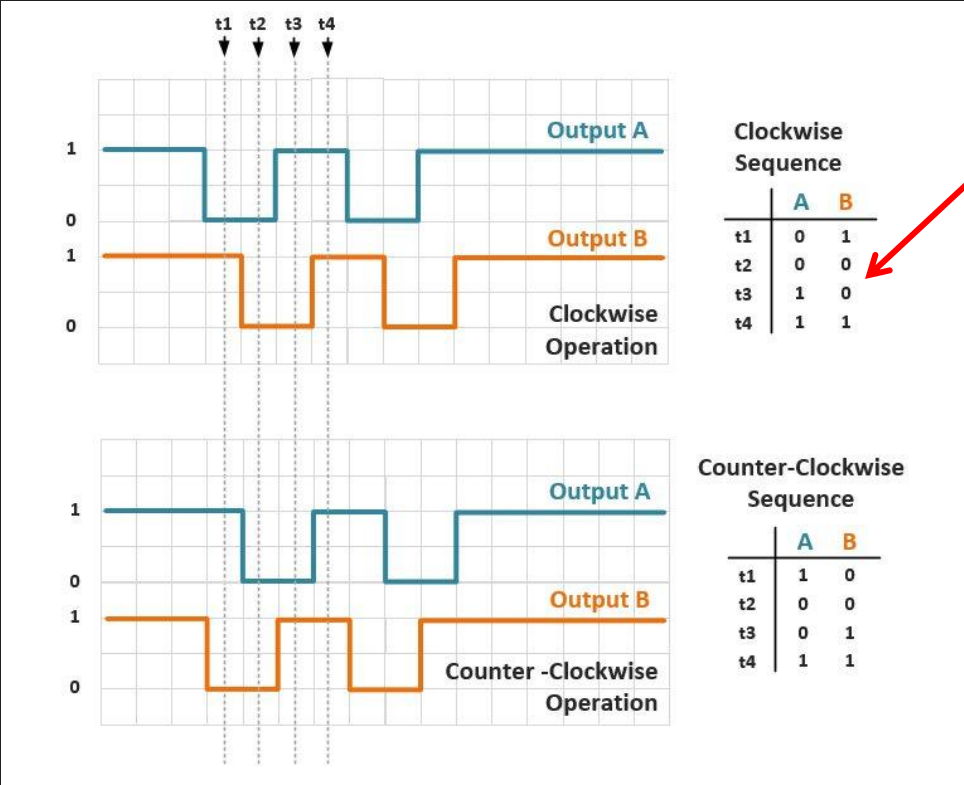 t1 t2 t3 t4
Output A
1
0
Output B
1
0
Clockwise
Operation
Clockwise
Sequence
A B
t1 0 1
t2 0 0
t3 1 0
t4 1 1
Output A
1
0
Output B
1
0
Counter -Clockwise
Operation
Counter-Clockwise
Sequence
A B
t1 1 0
t2 0 0
t3 0 1
t4 1 1